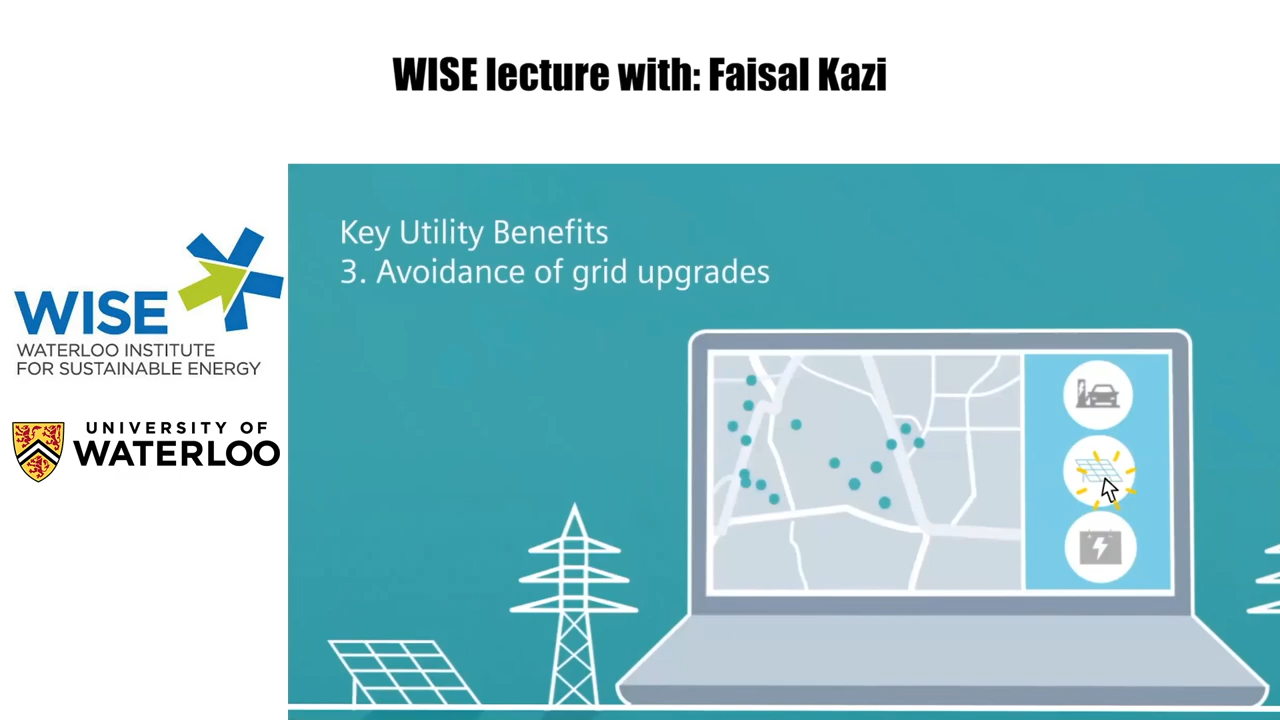 WISE lecture with: Faisal Kazi
Key Utility Benefits
3. Avoidance of grid upgrades
WISE
WATERLOO INSTITUTE
FOR SUSTAINABLE ENERGY
UNIVERSITY OF
WATERLOO